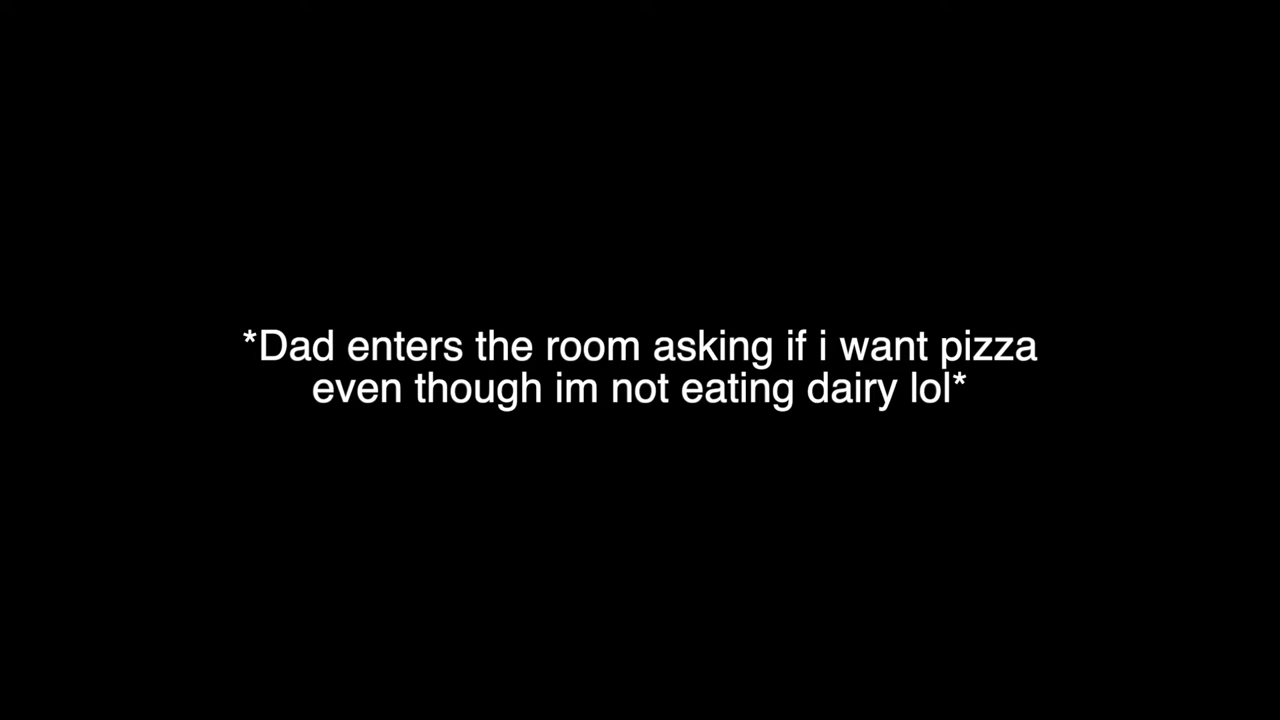 *Dad enters the room asking if i want pizza
even though im not eating dairy lol*